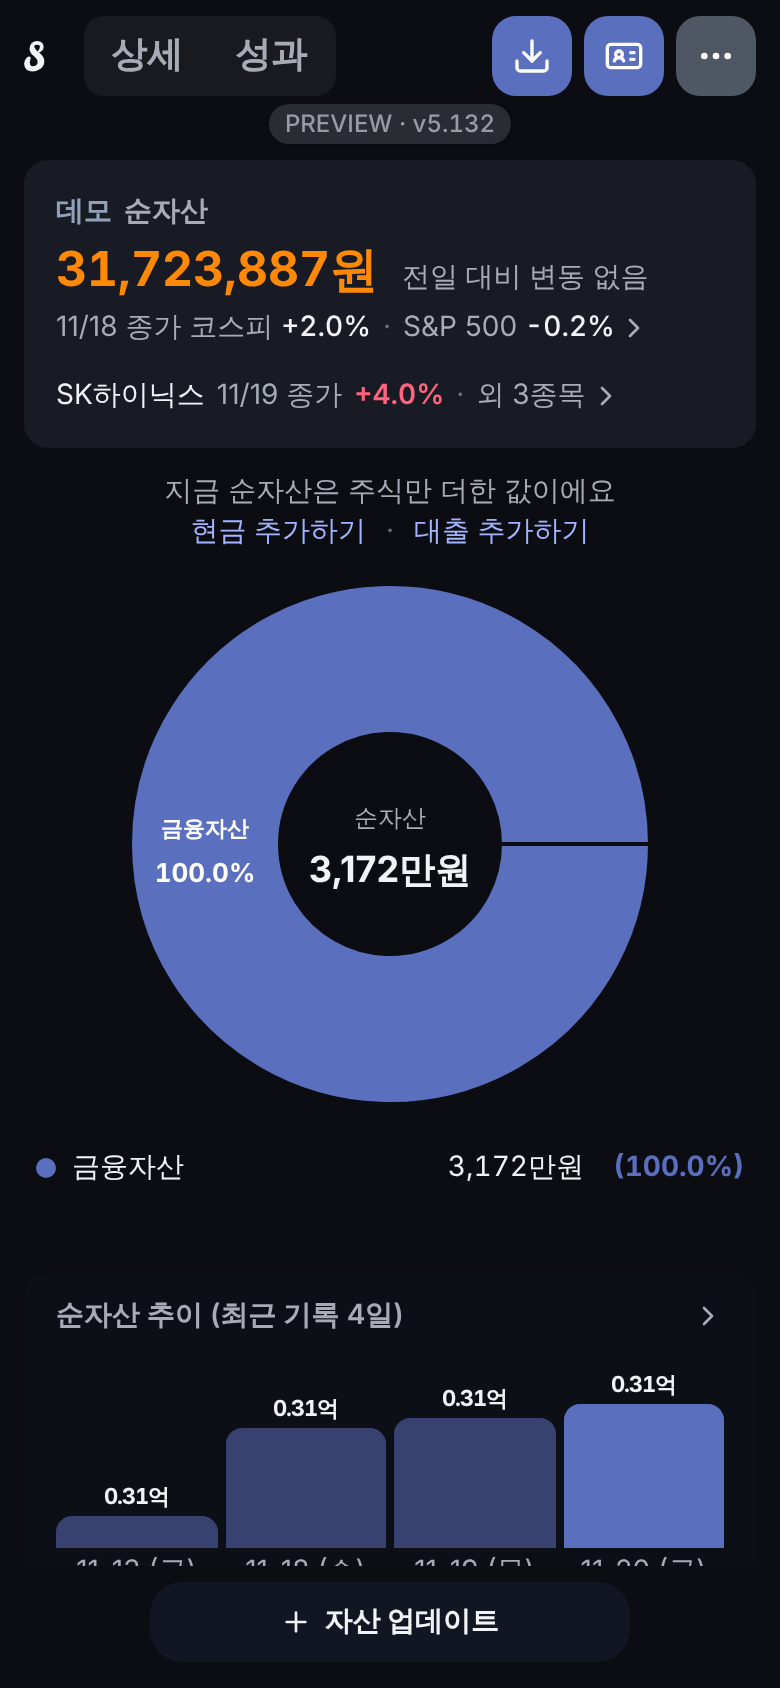 상세 성과
PREVIEW · v5.132
데모 순자산
31,723,887원 전일 대비 변동 없음
11/18 종가 코스피 +2.0% · S&P 500 -0.2%
SK하이닉스 11/19 종가 +4.0% · 외 3종목
지금 순자산은 주식만 더한 값이에요
현금 추가하기 · 대출 추가하기
금융자산
100.0%
순자산
3,172만원
금융자산 3,172만원 (100.0%)
순자산 추이 (최근 기록 4일)
0.31억 0.31억 0.31억 0.31억
+ 자산 업데이트